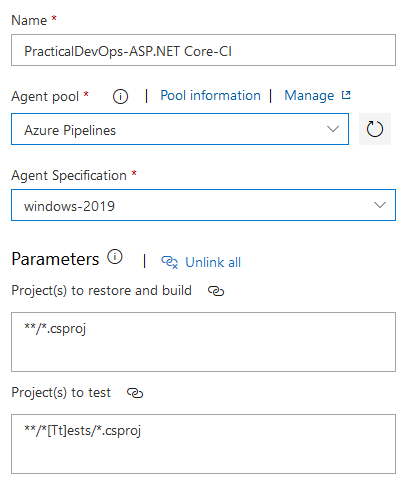 Name *
PracticalDevOps-ASP.NET Core-CI
Agent pool * | Pool information | Manage
Azure Pipelines
Agent Specification *
windows-2019
Parameters | Unlink all
Project(s) to restore and build
**/*.csproj
Project(s) to test
**/*[Tt]ests/*.csproj